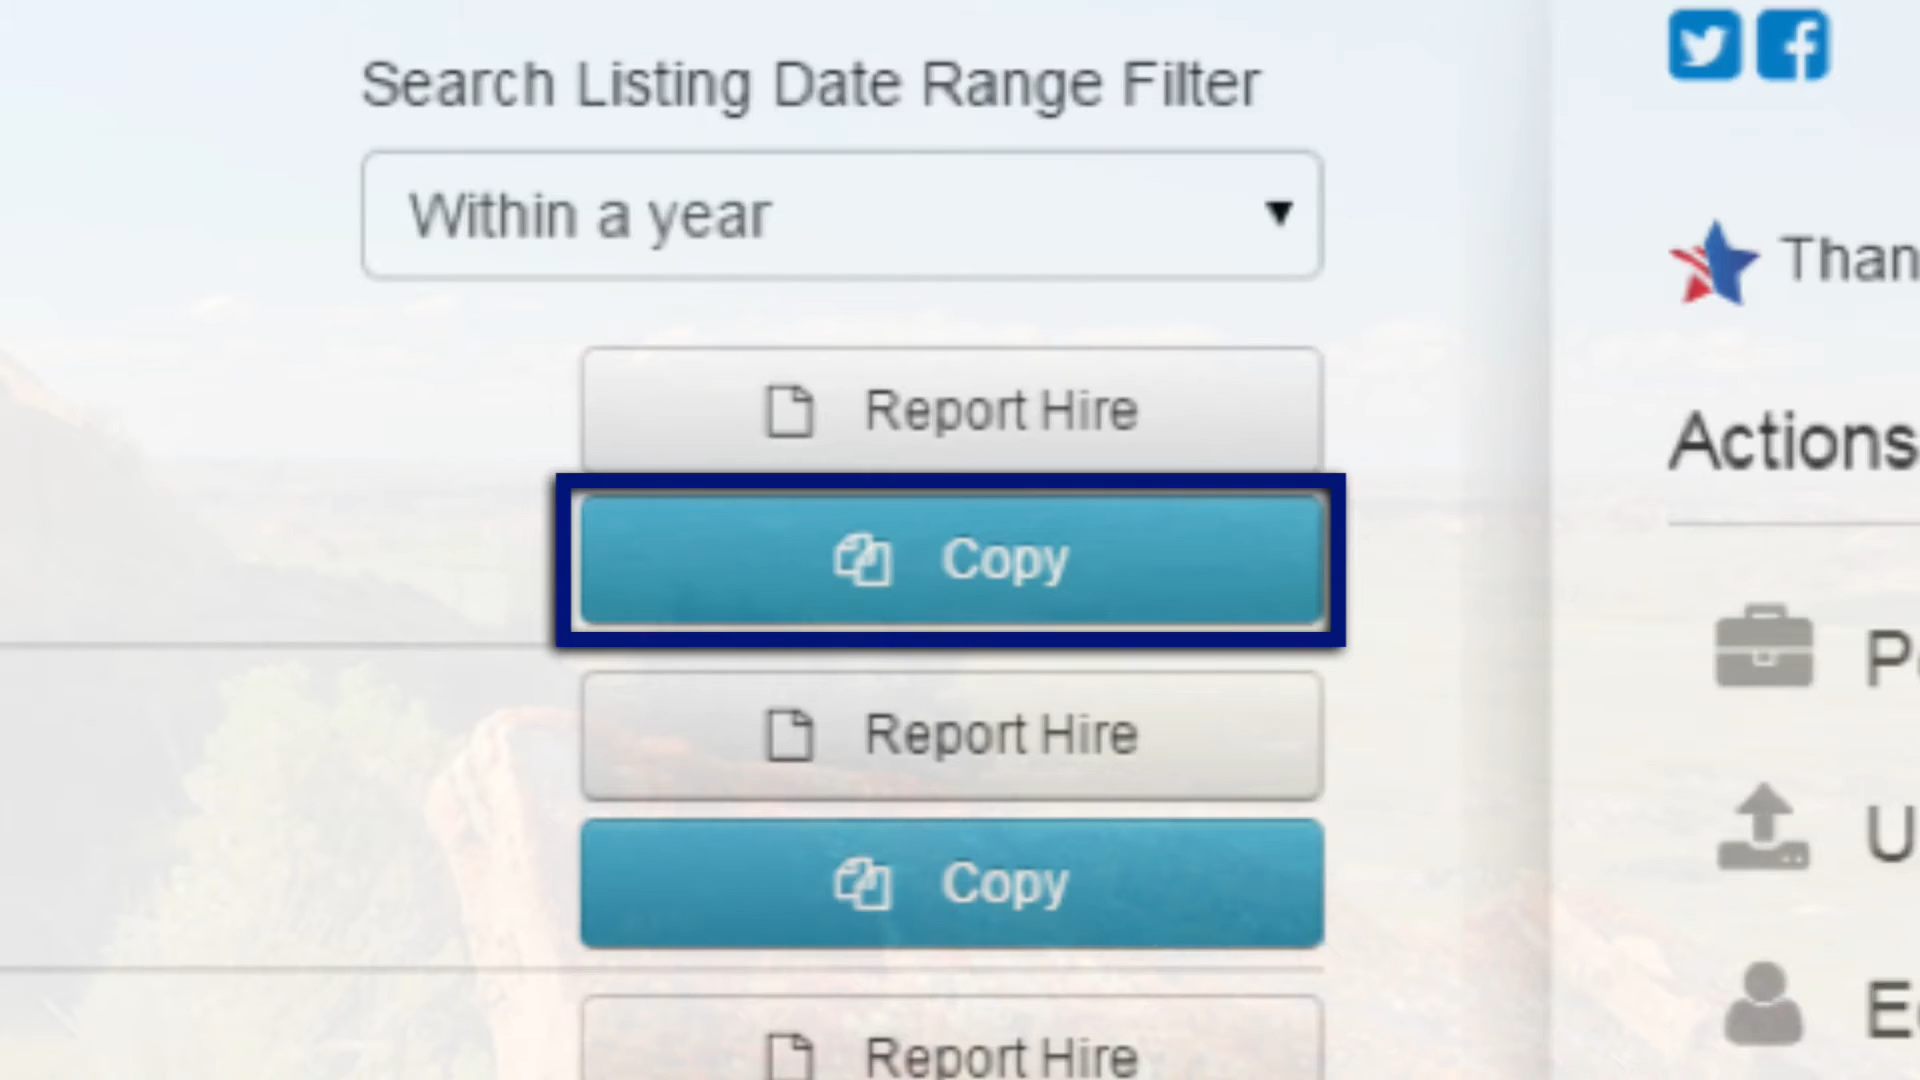 Search Listing Date Range Filter
Within a year
Report Hire
Copy
Report Hire
Copy
Report Hire
Actions